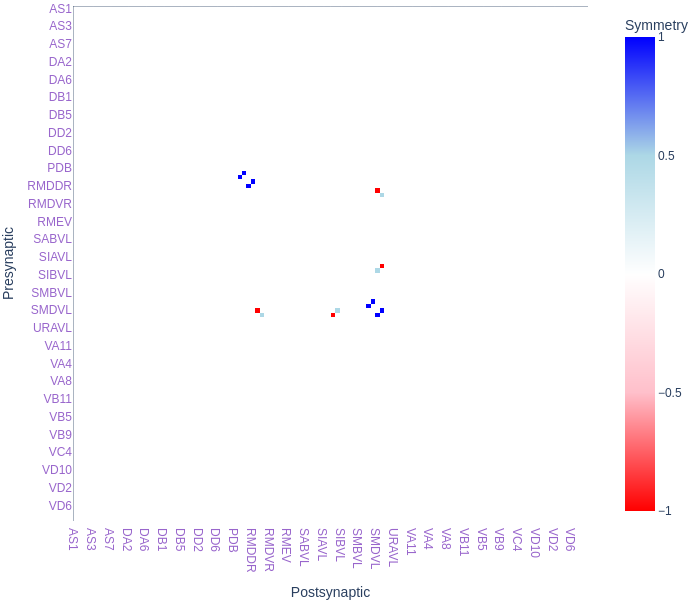 Symmetry
AS1
AS3
AS7
DA2
DA6
DB1
DB5
DD2
DD6
PDB
RMDDR
RMDVR
RMEV
SABVL
SIAVL
SIBVL
SMBVL
SMDVL
URAVL
VA11
VA4
VA8
VB11
VB5
VB9
VC4
VD10
VD2
VD6
Presynaptic
1
0.5
0
−0.5
−1
AS1 AS3 AS7 DA2 DA6 DB1 DB5 DD2 DD6 PDB RMDDR RMDVR RMEV SABVL SIAVL SIBVL SMBVL SMDVL URAVL VA11 VA4 VA8 VB11 VB5 VB9 VC4 VD10 VD2 VD6
Postsynaptic